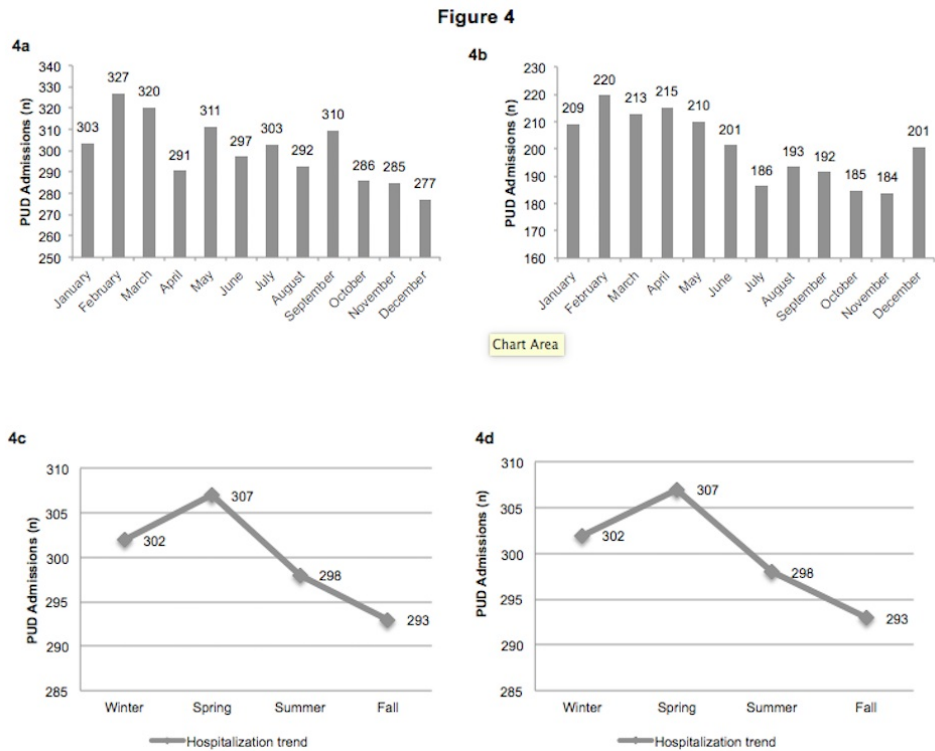 Figure 4
4a
PUD Admissions (n)
340
330
320
310
300
290
280
270
260
250
303
327
320
291
311
297
303
292
310
286
285
277
January
February
March
April
May
June
July
August
September
October
November
December
4b
PUD Admissions (n)
230
220
210
200
190
180
170
160
209
220
213
215
210
201
186
193
192
185
184
201
January
February
March
April
May
June
July
August
September
October
November
December
Chart Area
4c
PUD Admissions (n)
310
305
300
295
290
285
302
307
298
293
Winter Spring Summer Fall
Hospitalization trend
4d
PUD Admissions (n)
310
305
300
295
290
285
302
307
298
293
Winter Spring Summer Fall
Hospitalization trend